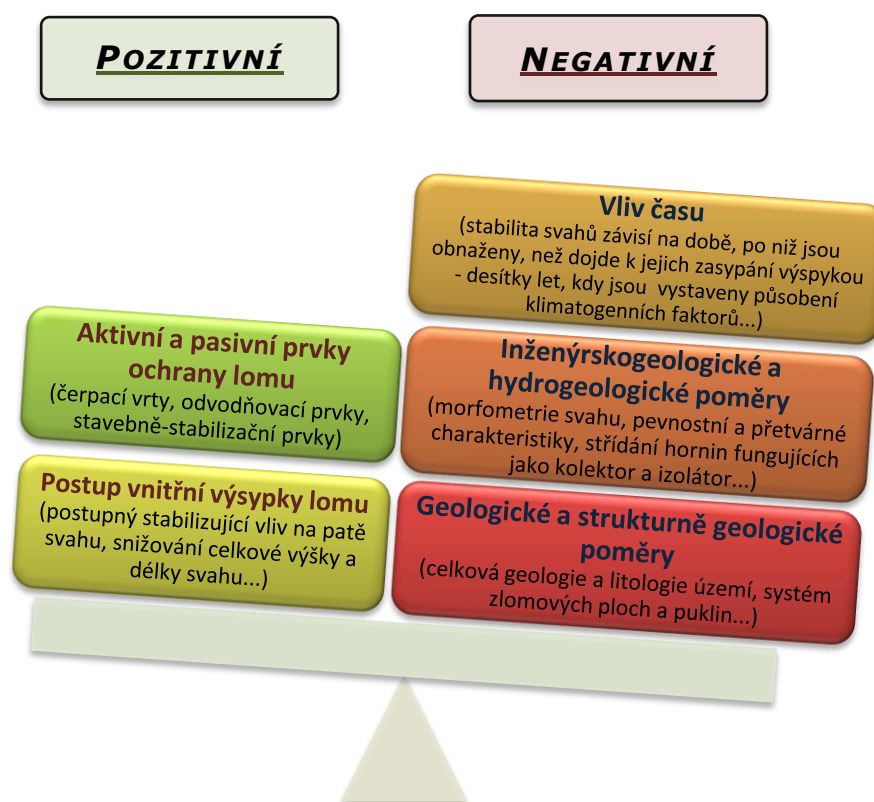 POZITIVNÍ
NEGATIVNÍ
Vliv času
(stabilita svahů závisí na době, po niž jsou
obnaženy, než dojde k jejich zasypání výspykou
- desítky let, kdy jsou vystaveny působení
klimatogenních faktorů...)
Aktivní a pasivní prvky
ochrany lomu
(čerpací vrty, odvodňovací prvky,
stavebně-stabilizační prvky)
Inženýrskogeologické a
hydrogeologické poměry
(morfometrie svahu, pevnostní a přetvárné
charakteristiky, střídání hornin fungujících
jako kolektor a izolátor...)
Postup vnitřní výsypky lomu
(postupný stabilizující vliv na patě
svahu, snižování celkové výšky a
délky svahu...)
Geologické a strukturně geologické
poměry
(celková geologie a litologie území, systém
zlomových ploch a puklin...)